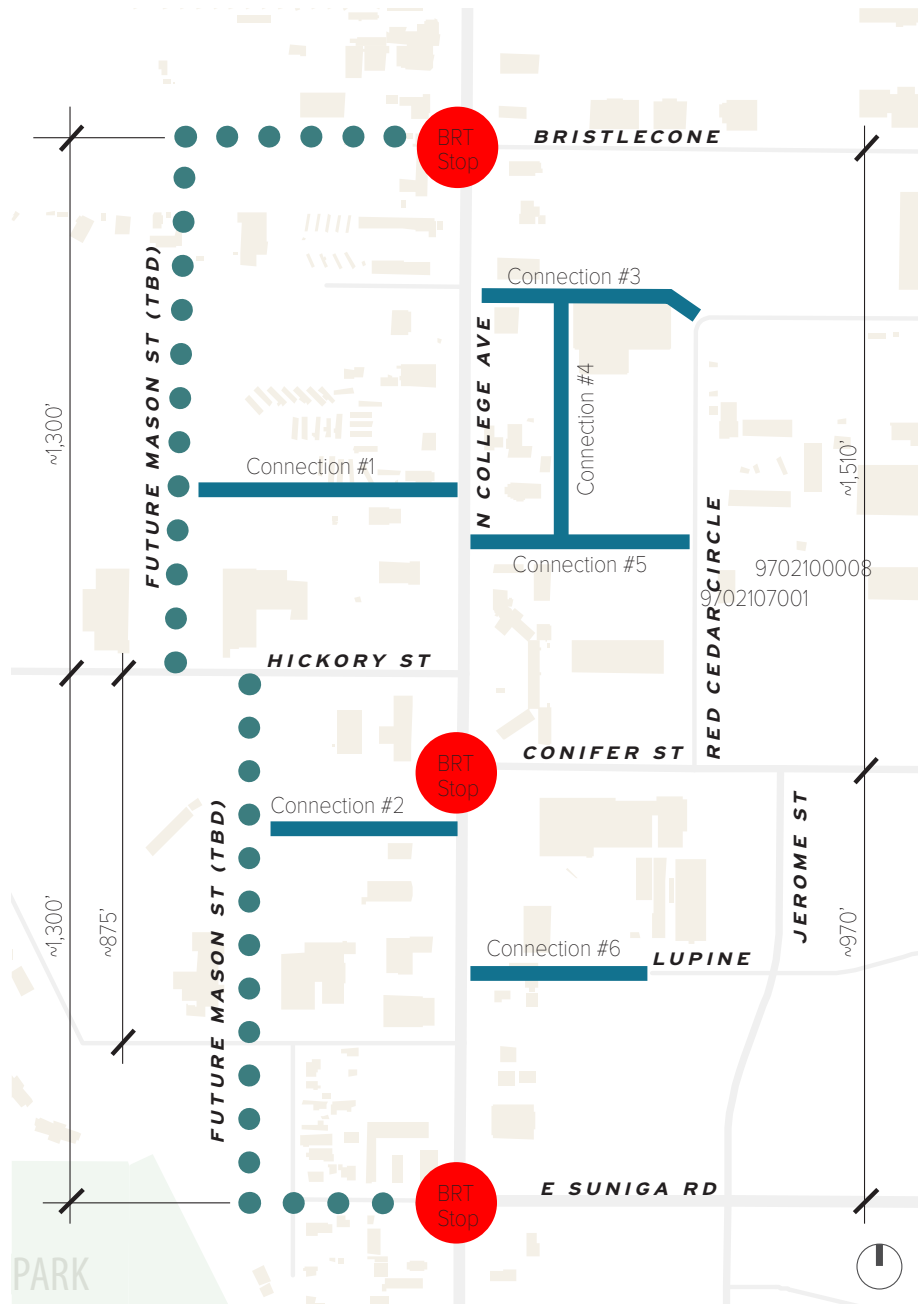 BRT
Stop
BRISTLECONE
Connection #3
FUTURE MASON ST (TBD)
N COLLEGE AVE
Connection #4
~1,300’
~1,510’
Connection #1
Connection #5
RED CEDAR CIRCLE
9702100008
9702107001
HICKORY ST
CONIFER ST
BRT
Stop
Connection #2
FUTURE MASON ST (TBD)
JEROME ST
~1,300’
~875’
~970’
Connection #6
LUPINE
E SUNIGA RD
BRT
Stop
PARK